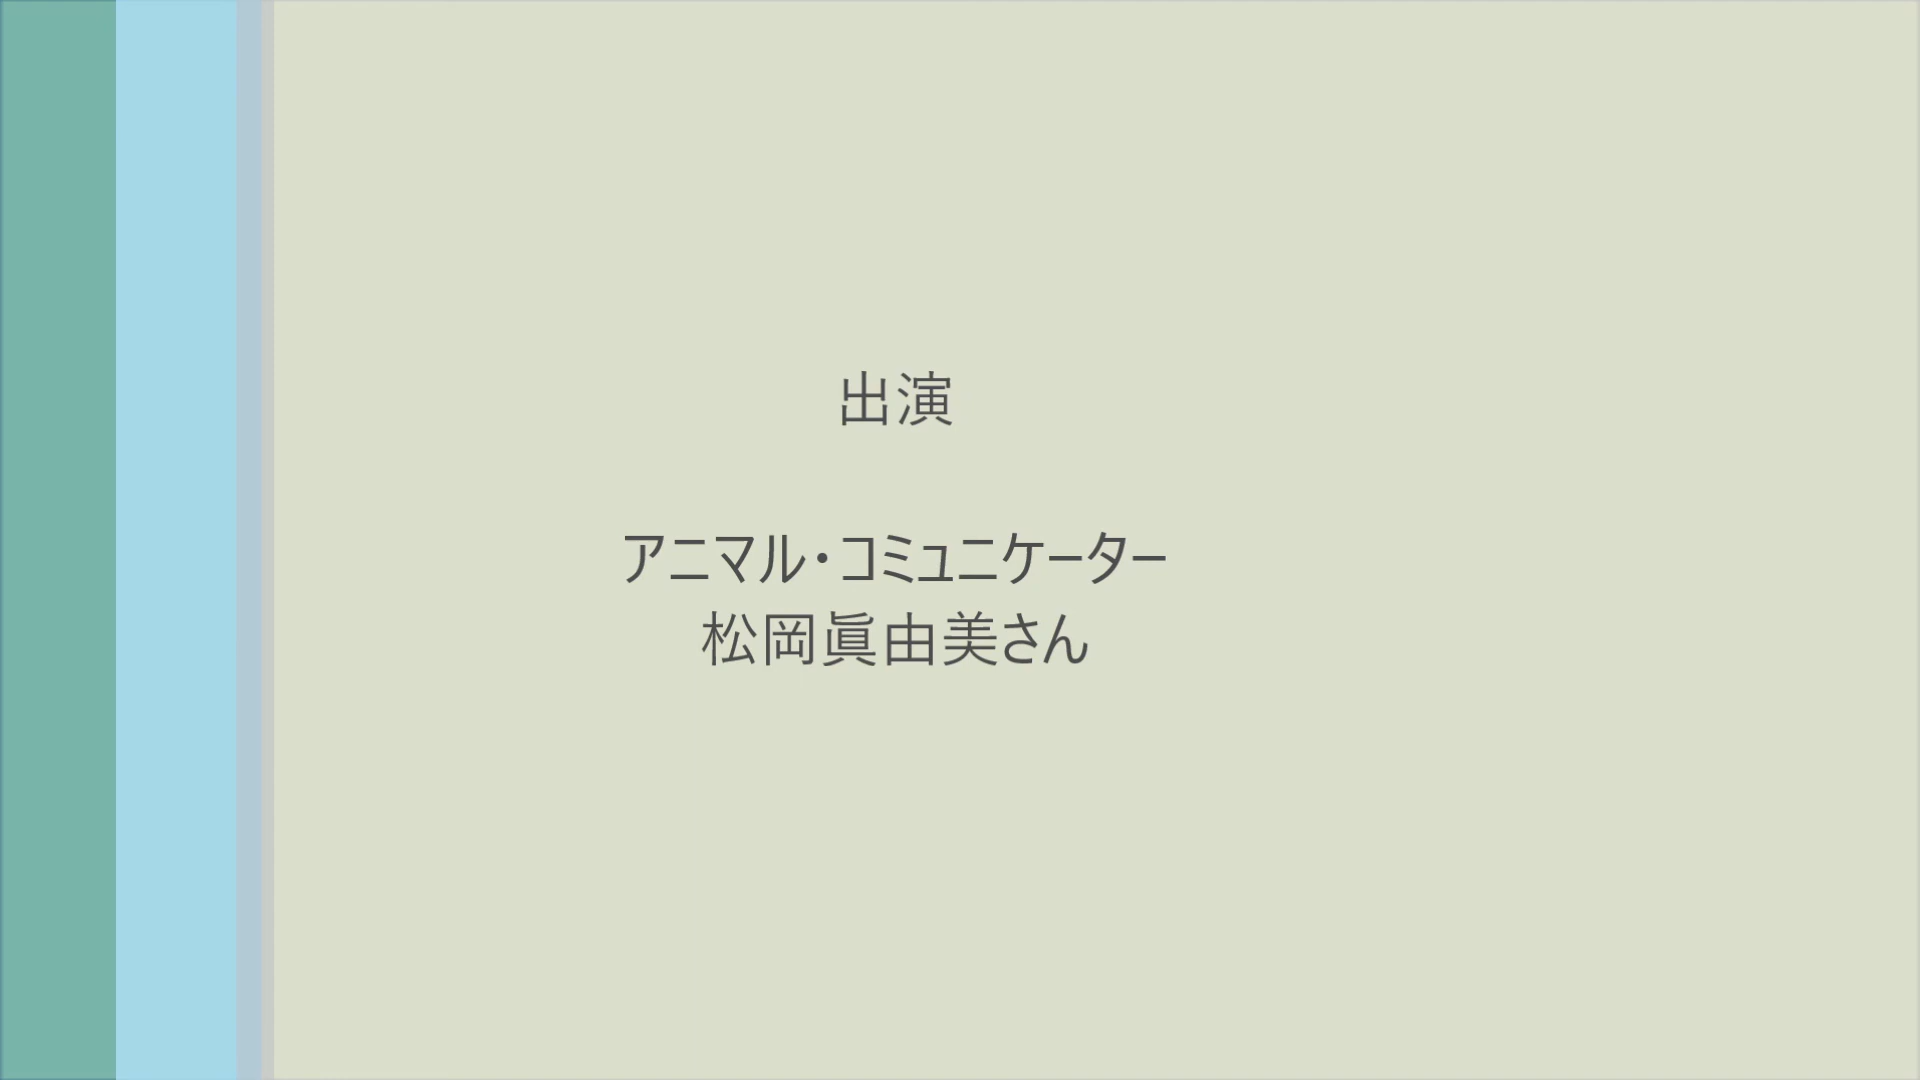 出演
アニマル・コミュニケーター
松岡眞由美さん